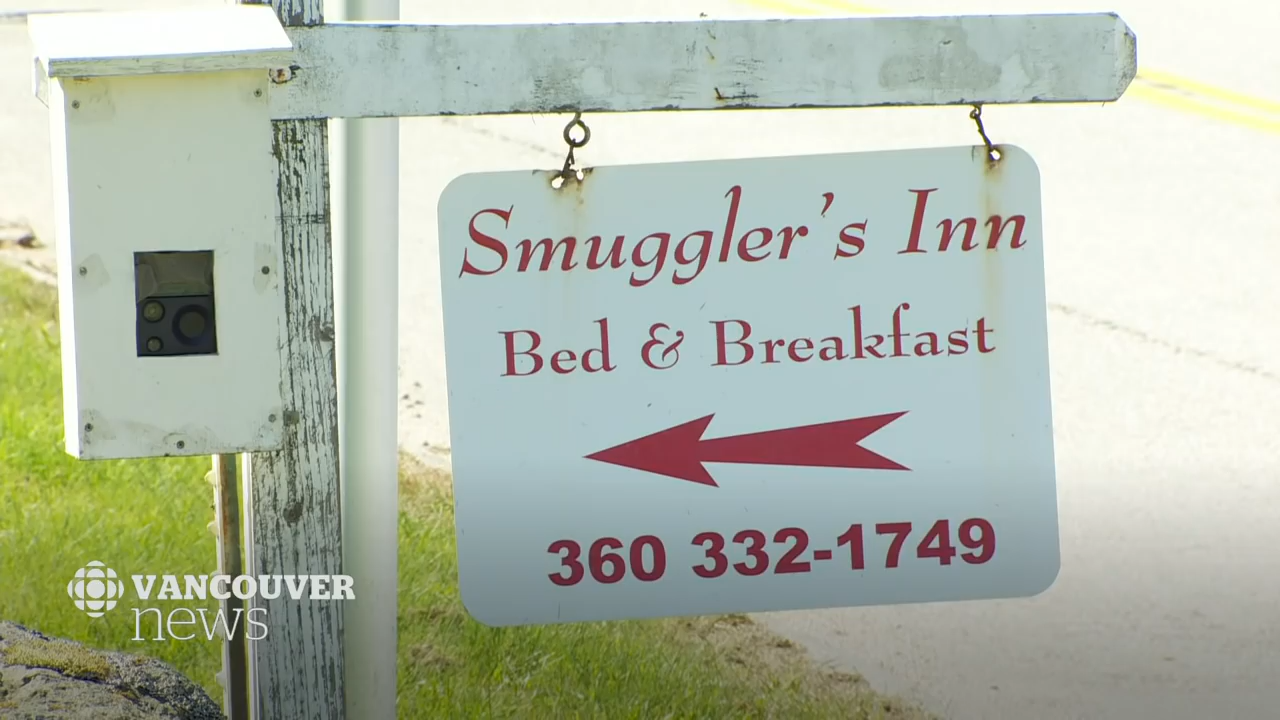 Smuggler's Inn
Bed & Breakfast
360 332-1749
VANCOUVER
news